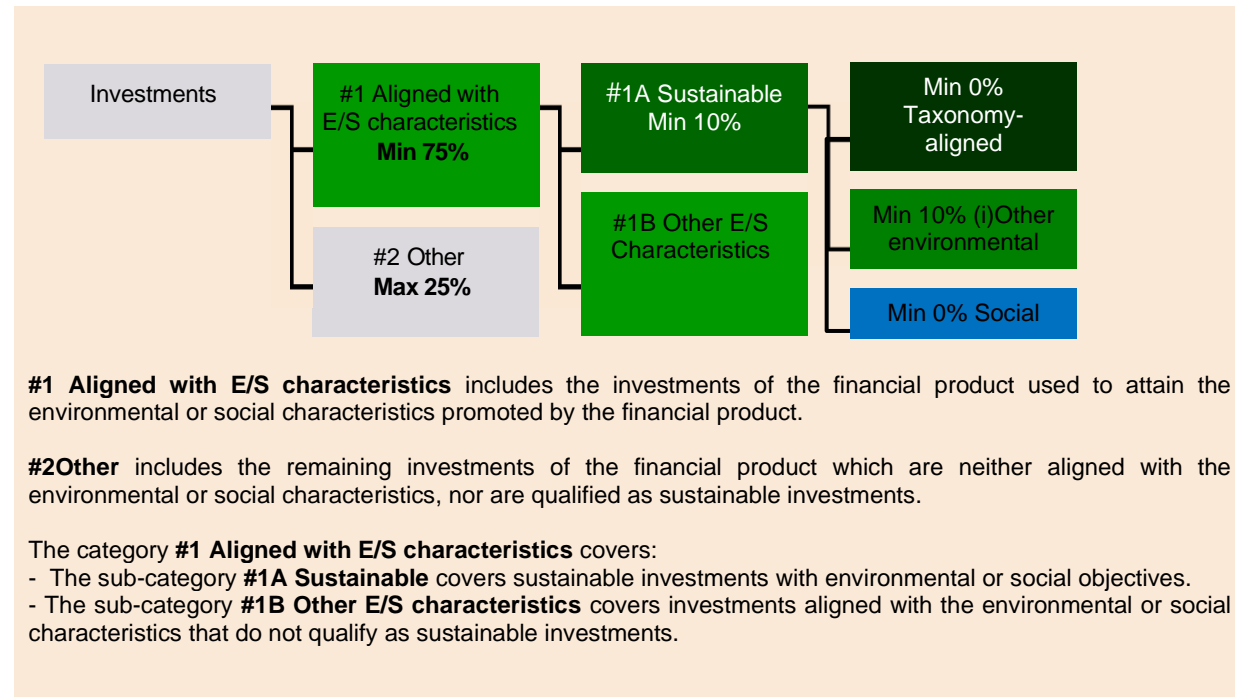 Investments
#1 Aligned with
E/S characteristics
Min 75%
#2 Other
Max 25%
#1A Sustainable
Min 10%
#1B Other E/S
Characteristics
Min 0%
Taxonomy-
aligned
Min 10% (i)Other
environmental
Min 0% Social
#1 Aligned with E/S characteristics includes the investments of the financial product used to attain the
environmental or social characteristics promoted by the financial product.
#2Other includes the remaining investments of the financial product which are neither aligned with the
environmental or social characteristics, nor are qualified as sustainable investments.
The category #1 Aligned with E/S characteristics covers:
- The sub-category #1A Sustainable covers sustainable investments with environmental or social objectives.
- The sub-category #1B Other E/S characteristics covers investments aligned with the environmental or social
characteristics that do not qualify as sustainable investments.